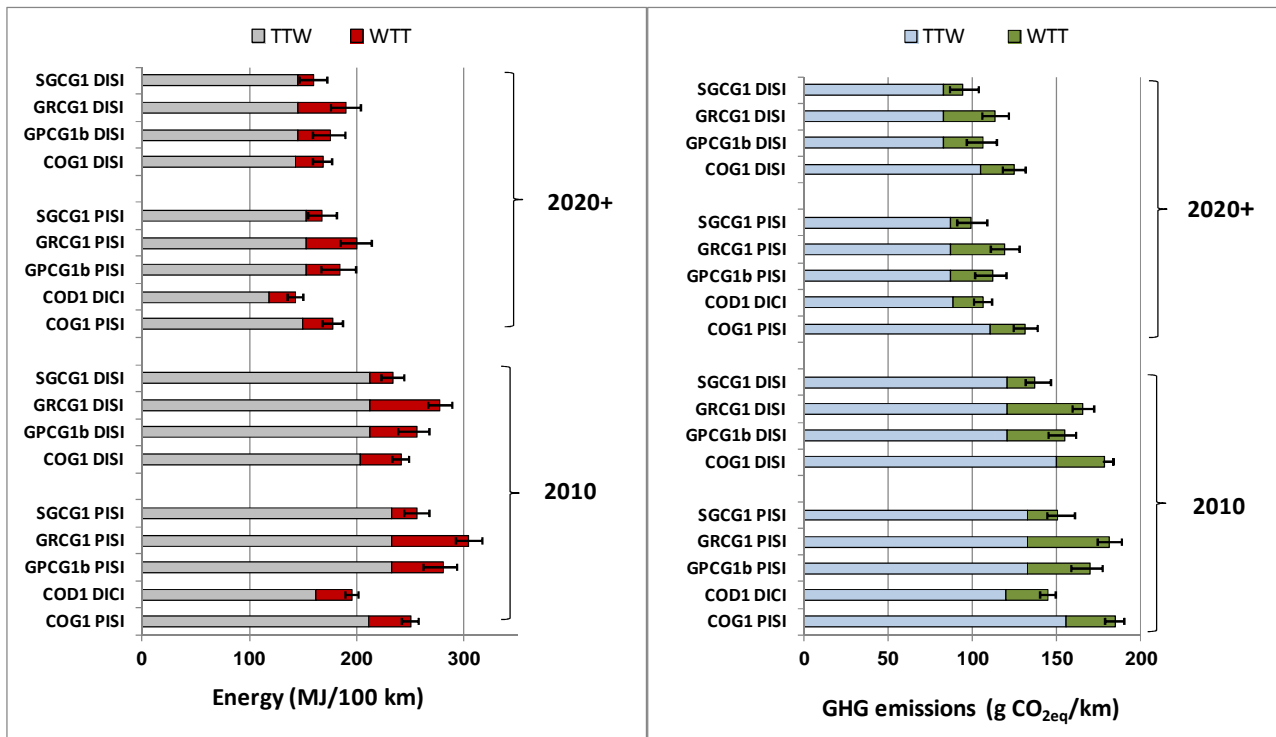 TTW WTT
SGCG1 DISI
GRCG1 DISI
GPCG1b DISI
COG1 DISI
SGCG1 PISI
GRCG1 PISI
GPCG1b PISI
COD1 DICI
COG1 PISI
2020+
SGCG1 DISI
GRCG1 DISI
GPCG1b DISI
COG1 DISI
SGCG1 PISI
GRCG1 PISI
GPCG1b PISI
COD1 DICI
COG1 PISI
2010
0 100 200 300
Energy (MJ/100 km)
TTW WTT
SGCG1 DISI
GRCG1 DISI
GPCG1b DISI
COG1 DISI
SGCG1 PISI
GRCG1 PISI
GPCG1b PISI
COD1 DICI
COG1 PISI
2020+
SGCG1 DISI
GRCG1 DISI
GPCG1b DISI
COG1 DISI
SGCG1 PISI
GRCG1 PISI
GPCG1b PISI
COD1 DICI
COG1 PISI
2010
0 50 100 150 200
GHG emissions (g CO2eq/km)